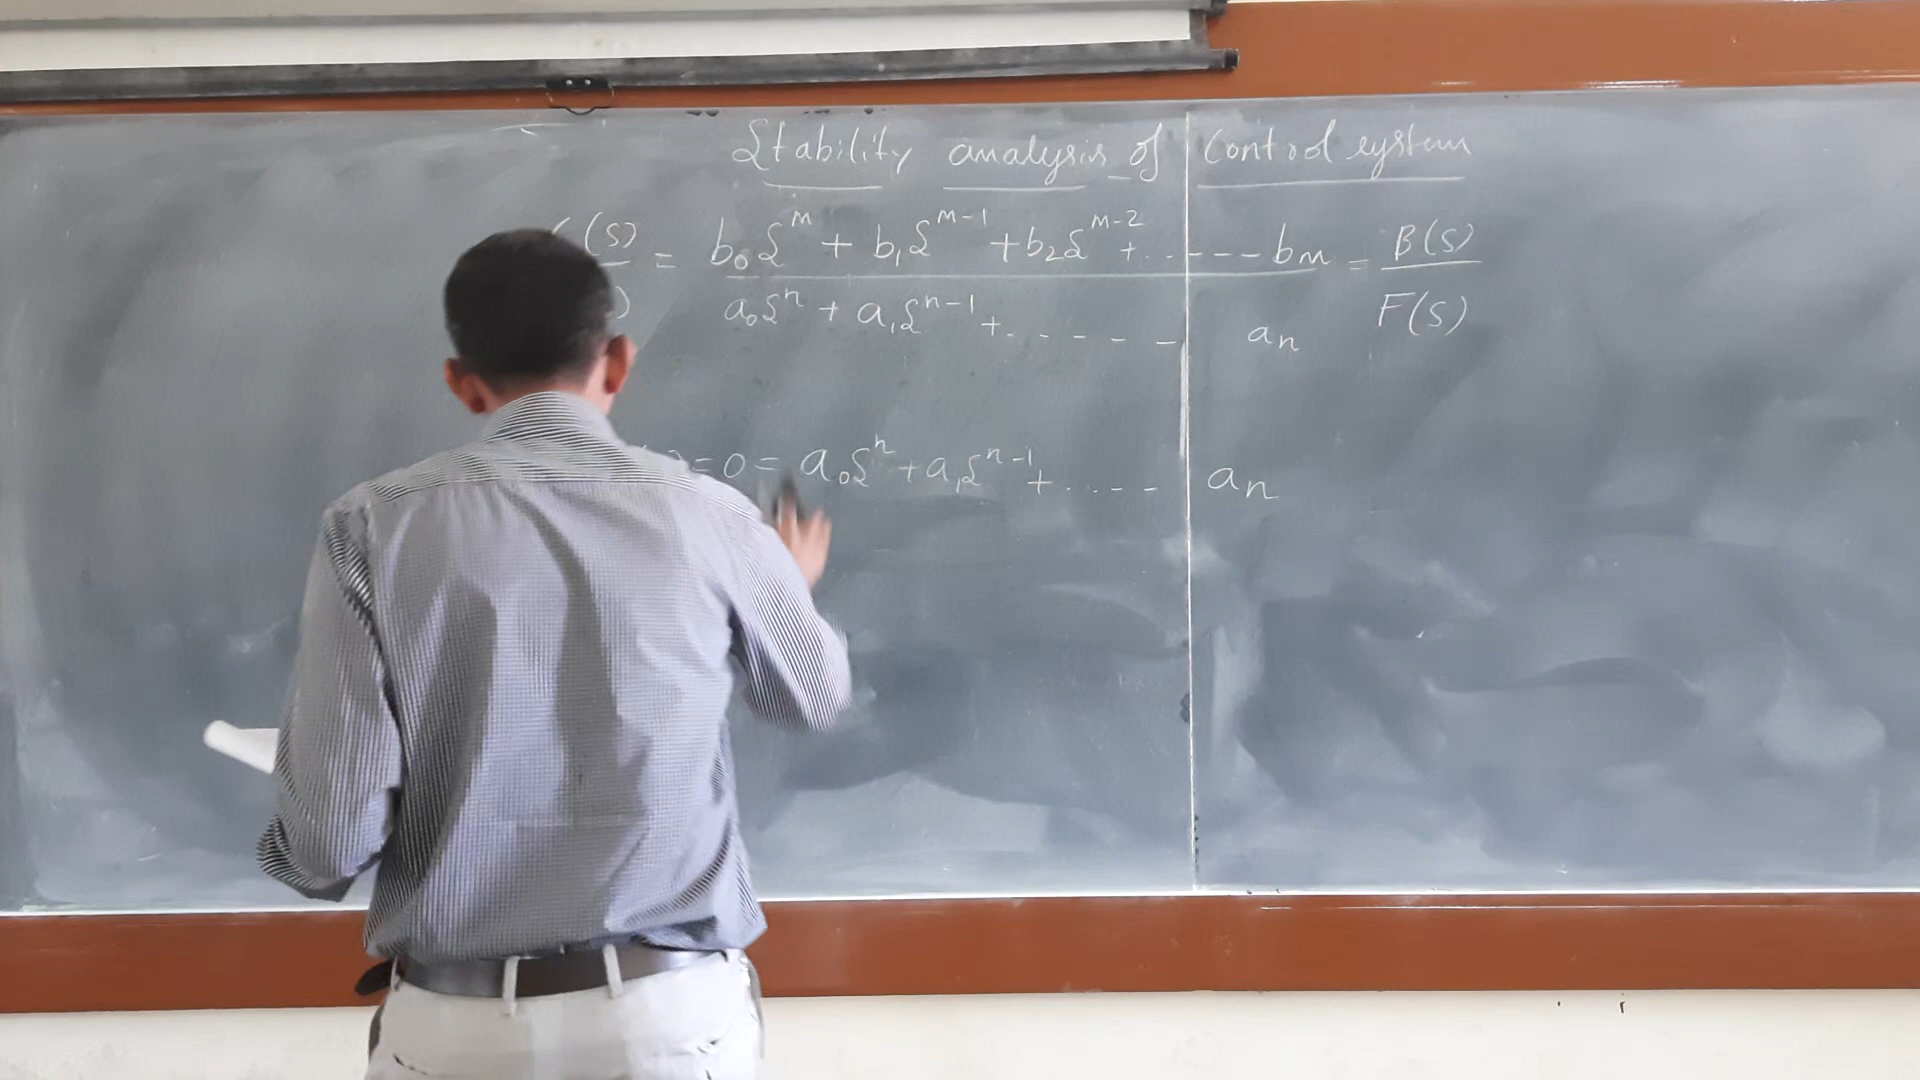 Stability analysis of Control system
(s) = b₀s^m + b₁s^(m-1) + b₂s^(m-2) + ..---- bm = B(s)
) a₀s^n + a₁s^(n-1) + .- - - - - an F(s)
) = 0 = a₀s^n + a₁s^(n-1) + ..-- an